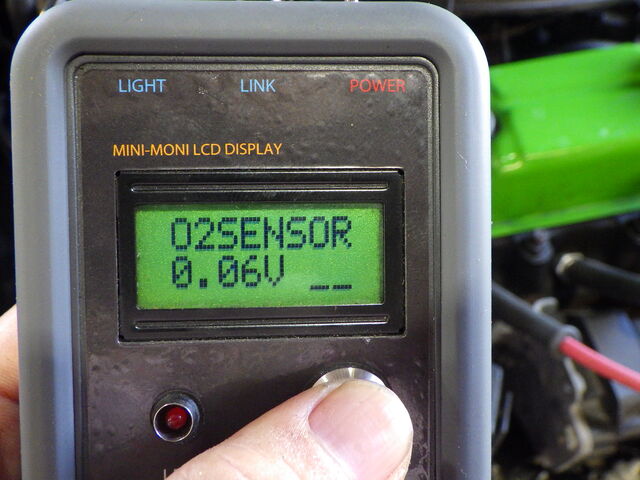 LIGHT LINK POWER
MINI-MONI LCD DISPLAY
O2SENSOR
0.06V __